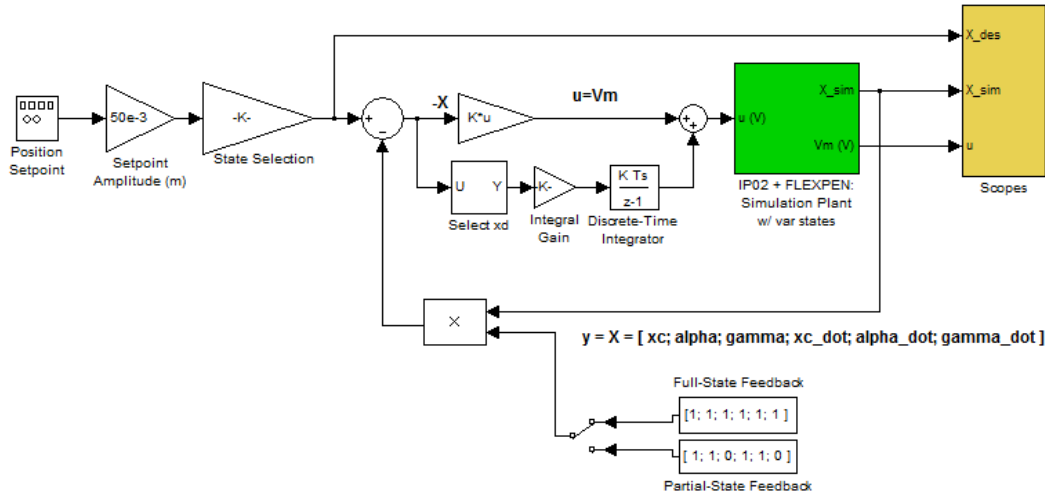 X_des
-X
u=Vm
X_sim
X_sim
50e-3
-K-
K*u
u (V)
Vm (V)
u
Position
Setpoint
Setpoint
Amplitude (m)
State Selection
U
Y
-K-
K Ts
z-1
Select xd
Integral
Gain
Discrete-Time
Integrator
IP02 + FLEXPEN:
Simulation Plant
w/ var states
Scopes
y = X = [ xc; alpha; gamma; xc_dot; alpha_dot; gamma_dot ]
Full-State Feedback
[1; 1; 1; 1; 1; 1 ]
[ 1; 1; 0; 1; 1; 0 ]
Partial-State Feedback